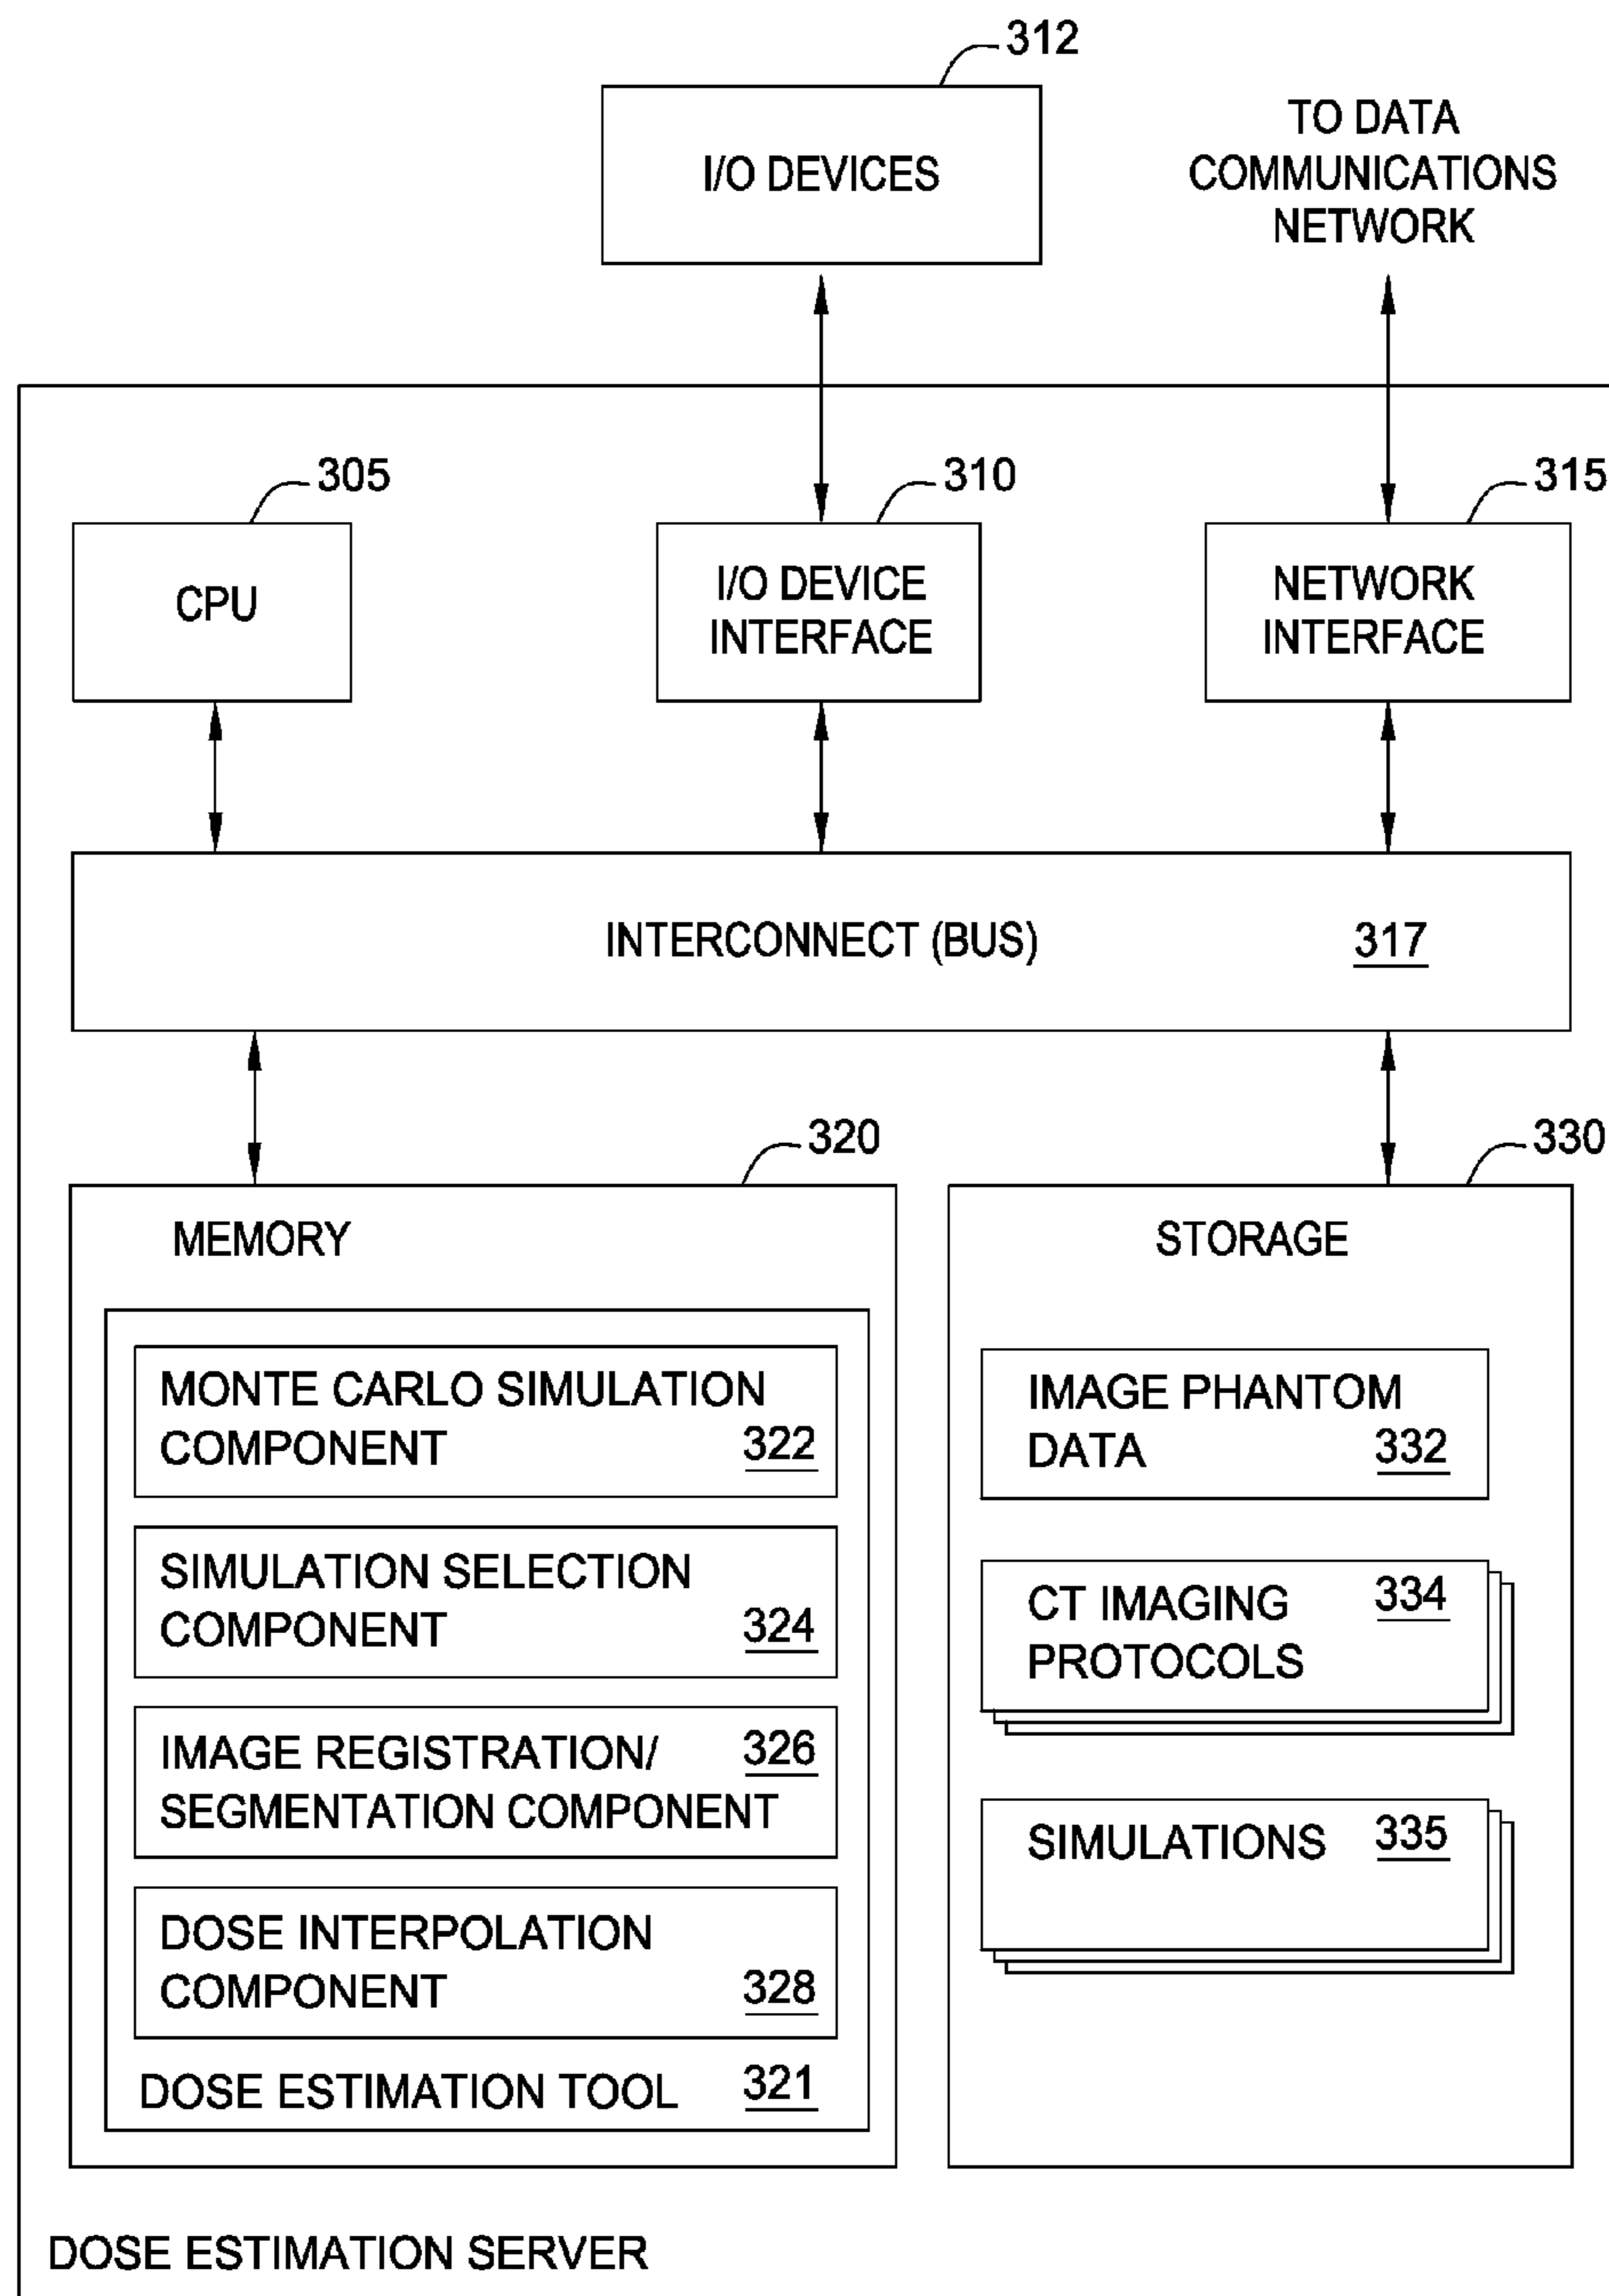 312
I/O DEVICES
TO DATA
COMMUNICATIONS
NETWORK
305
310
315
CPU
I/O DEVICE
INTERFACE
NETWORK
INTERFACE
INTERCONNECT (BUS) 317
320
330
MEMORY
MONTE CARLO SIMULATION
COMPONENT 322
SIMULATION SELECTION
COMPONENT 324
IMAGE REGISTRATION/ 326
SEGMENTATION COMPONENT
DOSE INTERPOLATION
COMPONENT 328
DOSE ESTIMATION TOOL 321
STORAGE
IMAGE PHANTOM
DATA 332
CT IMAGING 334
PROTOCOLS
SIMULATIONS 335
DOSE ESTIMATION SERVER